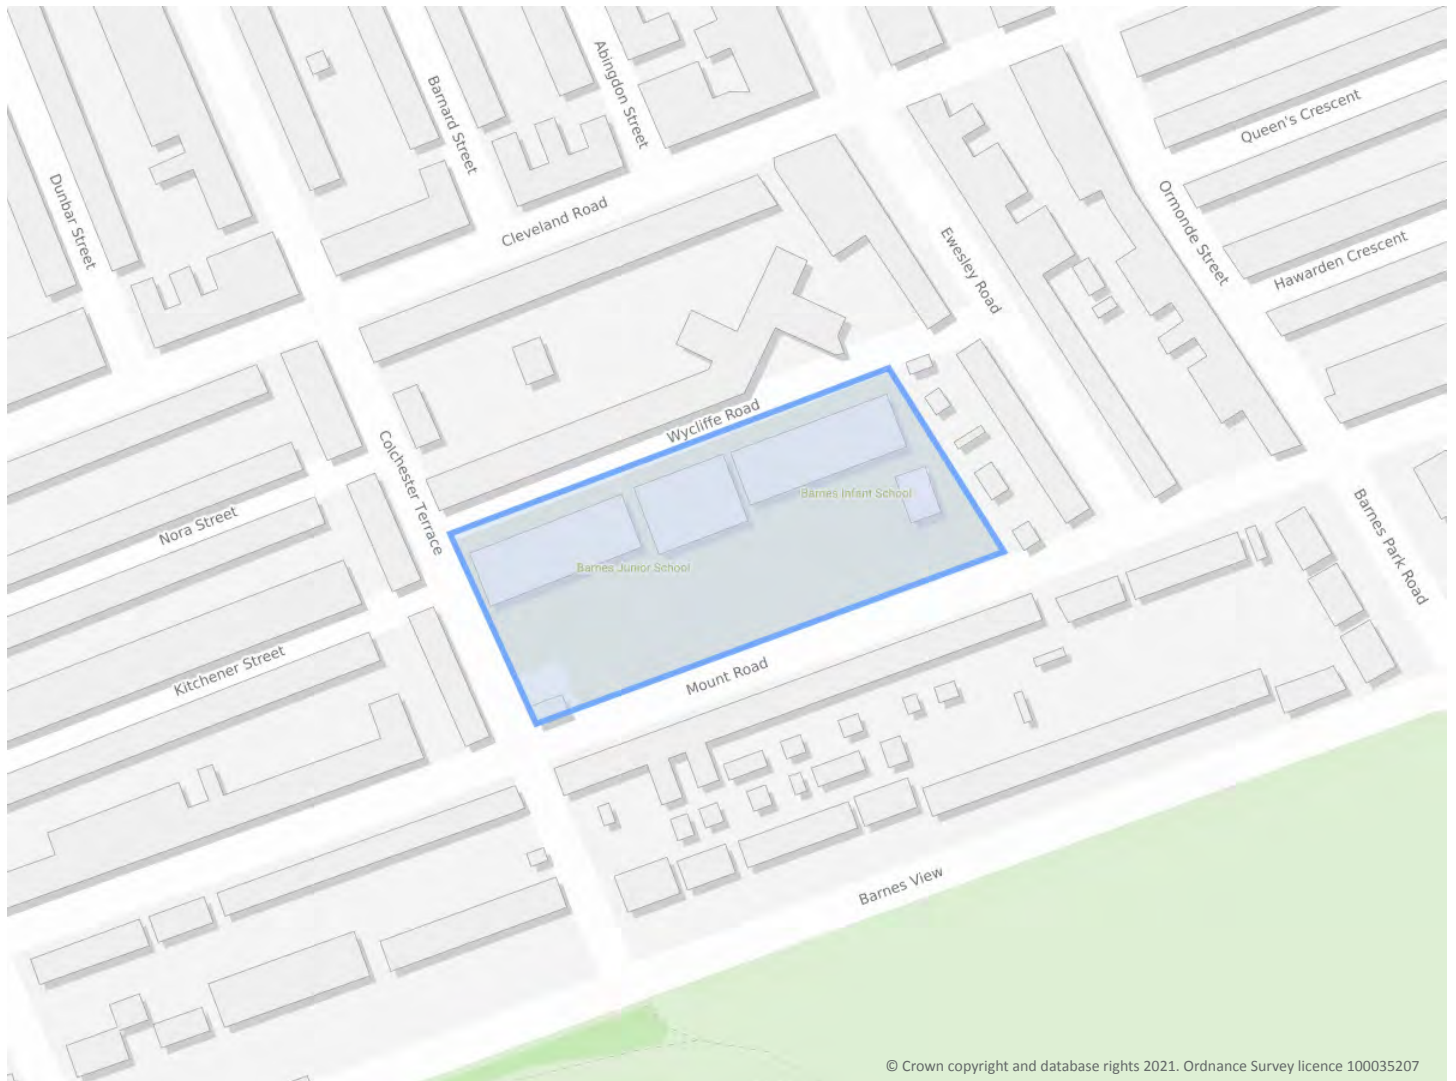 Abingdon Street
Barnard Street
Queen's Crescent
Dunbar Street
Ormonde Street
Cleveland Road
Ewesley Road
Hawarden Crescent
Wycliffe Road
Colchester Terrace
Barnes Infant School
Nora Street
Barnes Park Road
Barnes Junior School
Kitchener Street
Mount Road
Barnes View
© Crown copyright and database rights 2021. Ordnance Survey licence 100035207